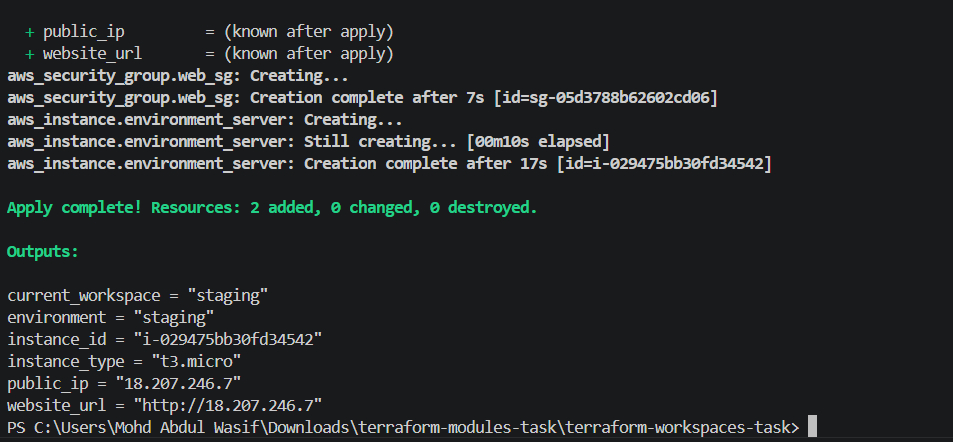 + public_ip = (known after apply)
+ website_url = (known after apply)
aws_security_group.web_sg: Creating...
aws_security_group.web_sg: Creation complete after 7s [id=sg-05d3788b62602cd06]
aws_instance.environment_server: Creating...
aws_instance.environment_server: Still creating... [00m10s elapsed]
aws_instance.environment_server: Creation complete after 17s [id=i-029475bb30fd34542]
Apply complete! Resources: 2 added, 0 changed, 0 destroyed.
Outputs:
current_workspace = "staging"
environment = "staging"
instance_id = "i-029475bb30fd34542"
instance_type = "t3.micro"
public_ip = "18.207.246.7"
website_url = "http://18.207.246.7"
PS C:\Users\Mohd Abdul Wasif\Downloads\terraform-modules-task\terraform-workspaces-task>